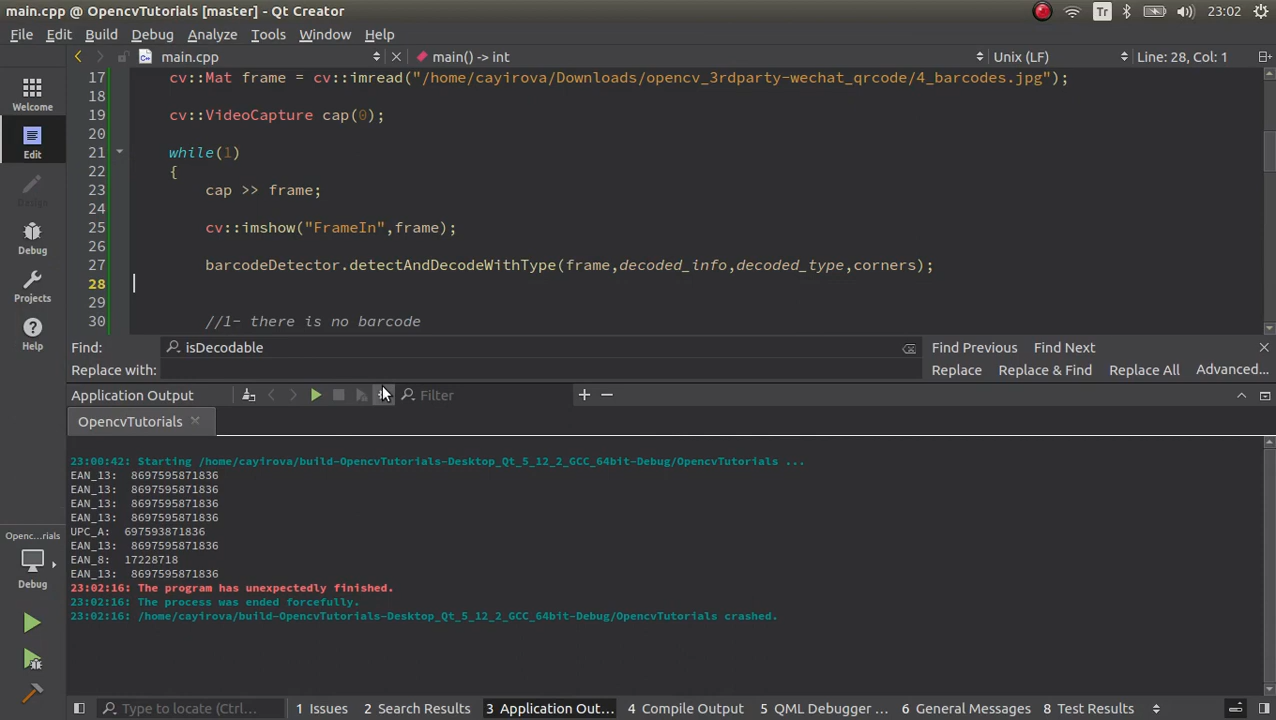 main.cpp @ OpencvTutorials [master] - Qt Creator
Tr
23:02
File Edit Build Debug Analyze Tools Window Help
main.cpp
main() -> int
Unix (LF)
Line: 28, Col: 1
Welcome
Edit
Design
Debug
Projects
Help
17 cv::Mat frame = cv::imread("/home/cayirova/Downloads/opencv_3rdparty-wechat_qrcode/4_barcodes.jpg");
18
19 cv::VideoCapture cap(0);
20
21 while(1)
22 {
23 cap >> frame;
24
25 cv::imshow("FrameIn",frame);
26
27 barcodeDetector.detectAndDecodeWithType(frame,decoded_info,decoded_type,corners);
28
29
30 //1- there is no barcode
Find: isDecodable Find Previous Find Next
Replace with: Replace Replace & Find Replace All Advanced...
Application Output
Filter
OpencvTutorials
23:00:42: Starting /home/cayirova/build-OpencvTutorials-Desktop_Qt_5_12_2_GCC_64bit-Debug/OpencvTutorials ...
EAN_13: 8697595871836
EAN_13: 8697595871836
EAN_13: 8697595871836
EAN_13: 8697595871836
UPC_A: 697593871836
EAN_13: 8697595871836
EAN_8: 17228718
EAN_13: 8697595871836
23:02:16: The program has unexpectedly finished.
23:02:16: The process was ended forcefully.
23:02:16: /home/cayirova/build-OpencvTutorials-Desktop_Qt_5_12_2_GCC_64bit-Debug/OpencvTutorials crashed.
Openc...rials
Debug
Type to locate (Ctrl...
1 Issues
2 Search Results
3 Application Out...
4 Compile Output
5 QML Debugger ...
6 General Messages
8 Test Results